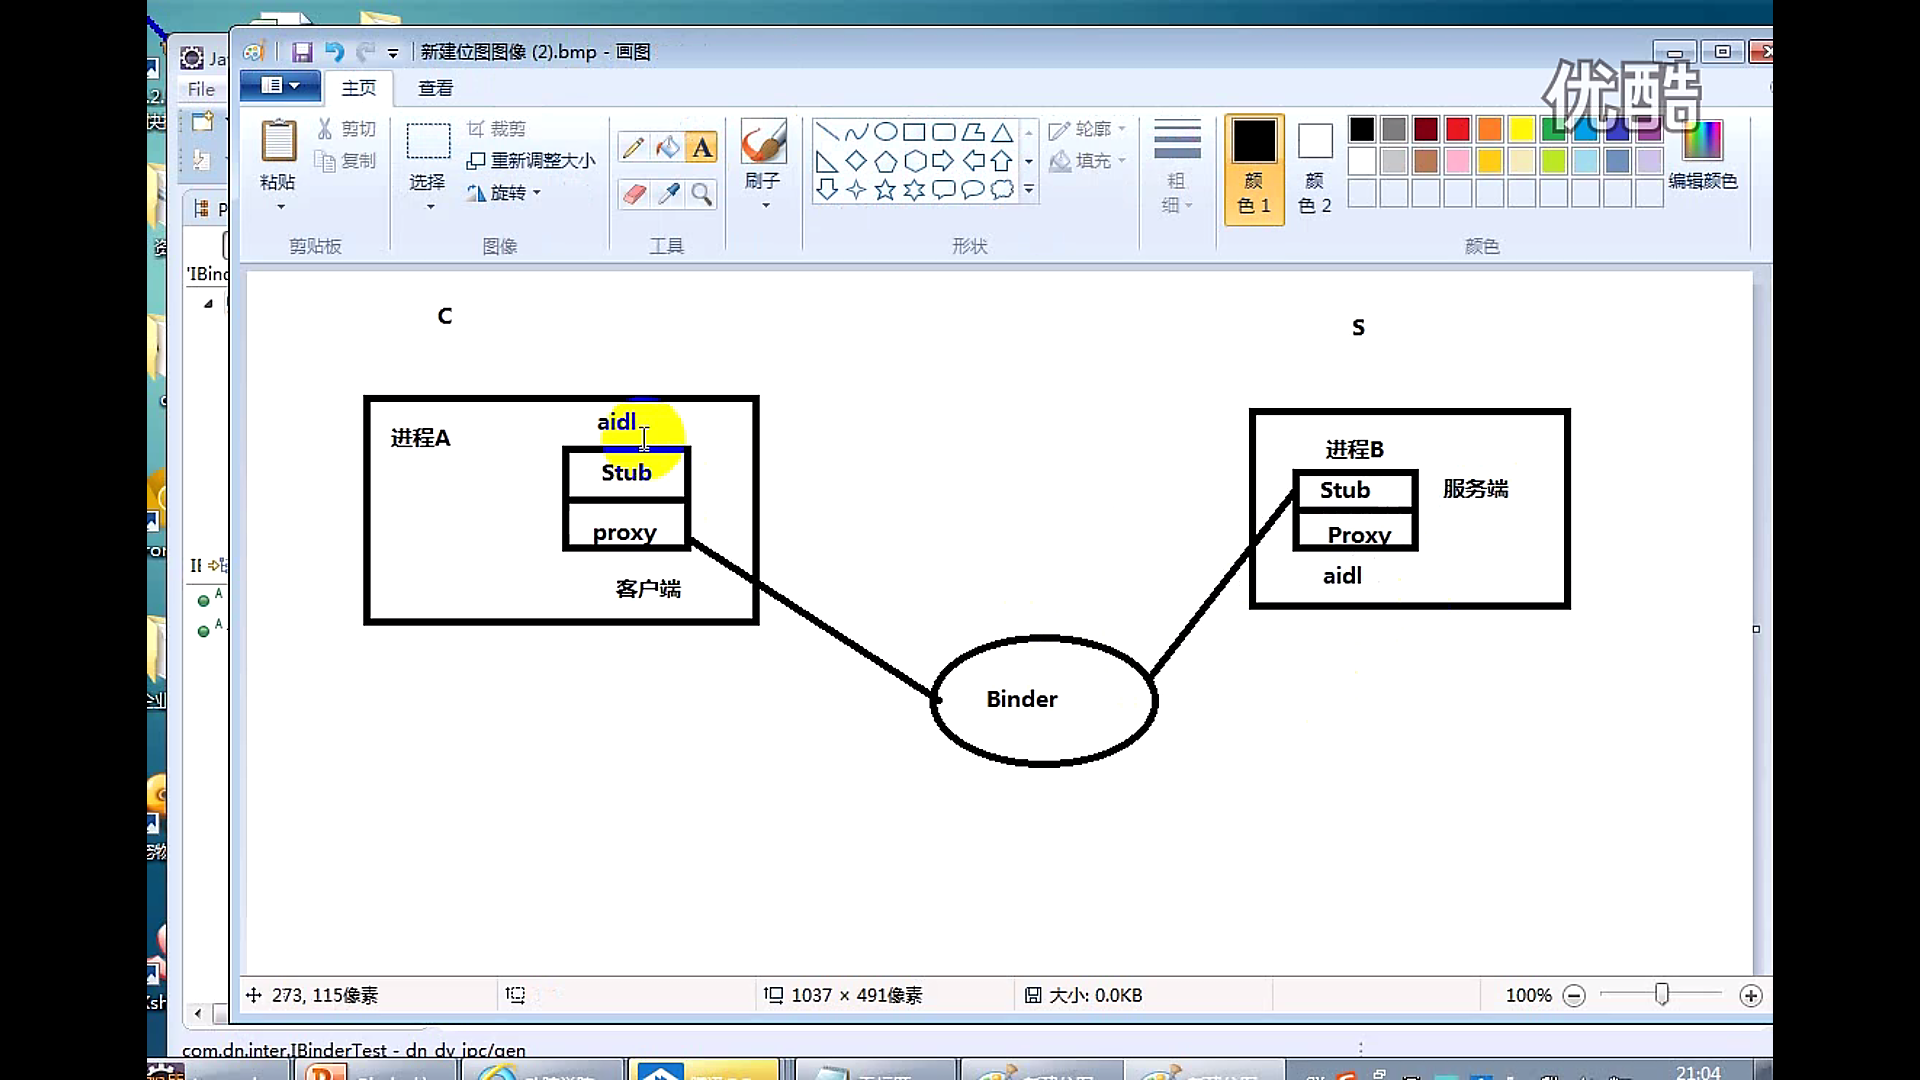 新建位图图像 (2).bmp - 画图
优酷
File
主页
查看
剪切
复制
粘贴
剪贴板
裁剪
重新调整大小
旋转
选择
图像
A
工具
刷子
轮廓
填充
形状
粗
细
颜
色 1
颜
色 2
编辑颜色
颜色
C
S
进程A
aidl
Stub
proxy
客户端
进程B
Stub
服务端
Proxy
aidl
Binder
273, 115像素
1037 × 491像素
大小: 0.0KB
100%
com.dn.inter.IBinderTest - dn_dv_ipc/gen
21:04